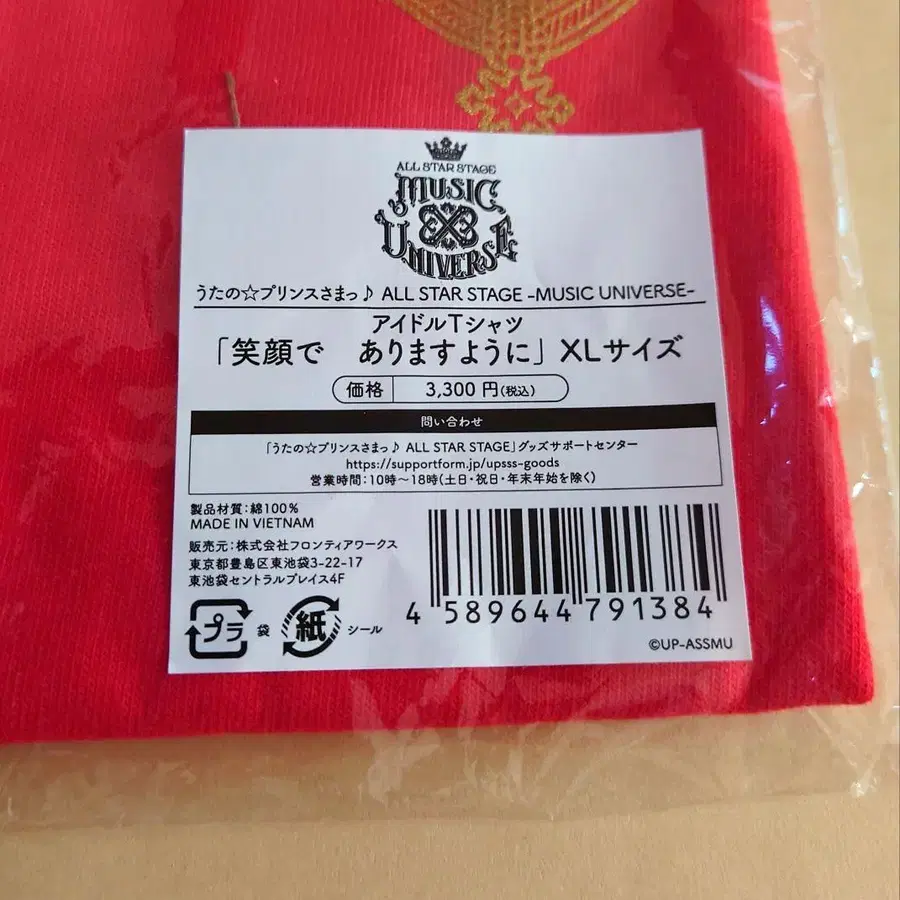 ALL STAR STAGE
MUSIC
UNIVERSE
うたの☆プリンスさまっ♪ ALL STAR STAGE -MUSIC UNIVERSE-
アイドルTシャツ
「笑顔で　ありますように」XLサイズ
価格 3,300 円(税込)
問い合わせ
「うたの☆プリンスさまっ♪ ALL STAR STAGE」グッズサポートセンター
https://supportform.jp/upsss-goods
営業時間：10時〜18時(土日・祝日・年末年始を除く)
製品材質：綿100%
MADE IN VIETNAM
販売元：株式会社フロンティアワークス
東京都豊島区東池袋3-22-17
東池袋セントラルプレイス4F
プラ 袋 紙 シール
4 589644 791384
©UP-ASSMU